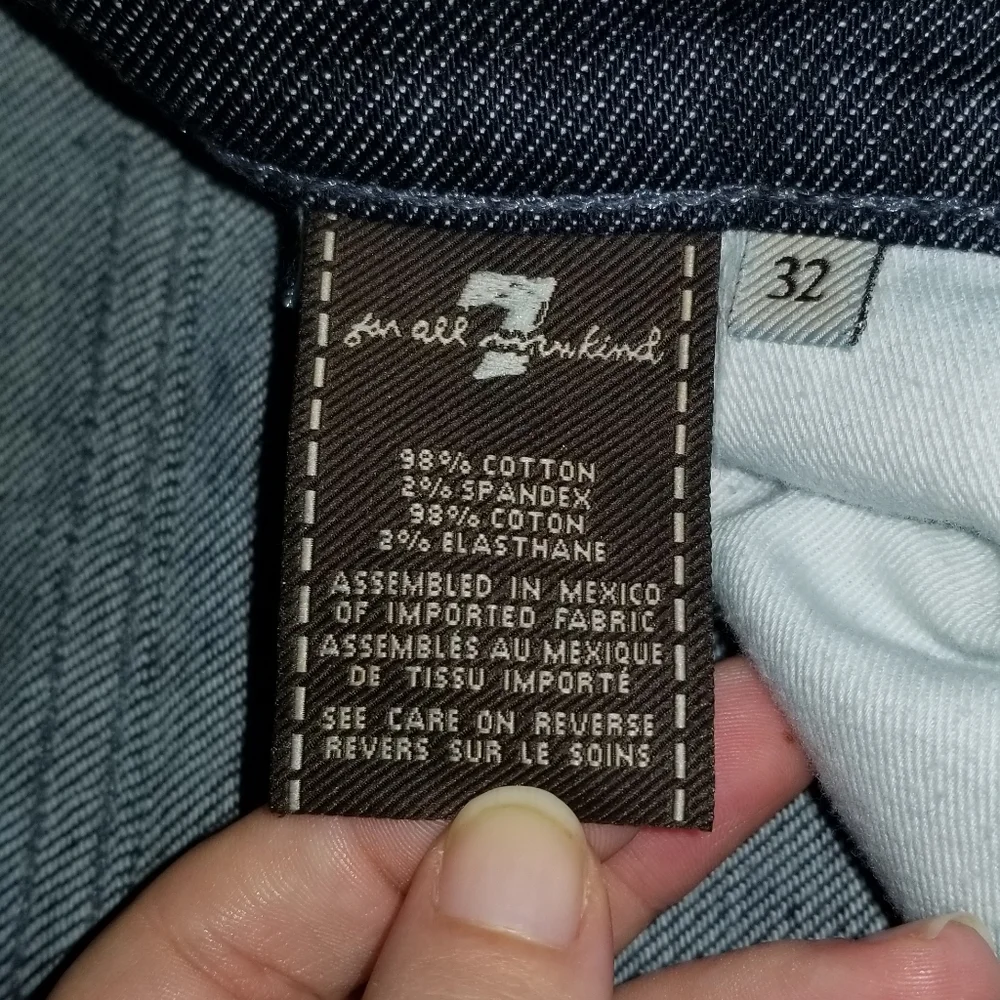 7
for all mankind
32
98% COTTON
2% SPANDEX
98% COTON
2% ELASTHANE
ASSEMBLED IN MEXICO
OF IMPORTED FABRIC
ASSEMBLÉS AU MEXIQUE
DE TISSU IMPORTÉ
SEE CARE ON REVERSE
REVERS SUR LE SOINS